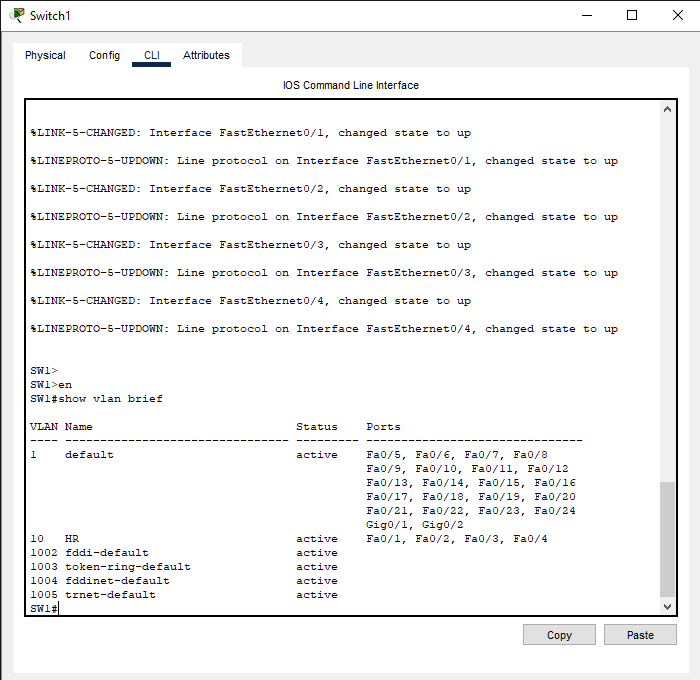 Switch1
Physical Config CLI Attributes
IOS Command Line Interface
%LINK-5-CHANGED: Interface FastEthernet0/1, changed state to up
%LINEPROTO-5-UPDOWN: Line protocol on Interface FastEthernet0/1, changed state to up
%LINK-5-CHANGED: Interface FastEthernet0/2, changed state to up
%LINEPROTO-5-UPDOWN: Line protocol on Interface FastEthernet0/2, changed state to up
%LINK-5-CHANGED: Interface FastEthernet0/3, changed state to up
%LINEPROTO-5-UPDOWN: Line protocol on Interface FastEthernet0/3, changed state to up
%LINK-5-CHANGED: Interface FastEthernet0/4, changed state to up
%LINEPROTO-5-UPDOWN: Line protocol on Interface FastEthernet0/4, changed state to up
SW1>
SW1>en
SW1#show vlan brief
VLAN Name                             Status    Ports
---- -------------------------------- --------- -------------------------------
1    default                          active    Fa0/5, Fa0/6, Fa0/7, Fa0/8
                                                Fa0/9, Fa0/10, Fa0/11, Fa0/12
                                                Fa0/13, Fa0/14, Fa0/15, Fa0/16
                                                Fa0/17, Fa0/18, Fa0/19, Fa0/20
                                                Fa0/21, Fa0/22, Fa0/23, Fa0/24
                                                Gig0/1, Gig0/2
10   HR                               active    Fa0/1, Fa0/2, Fa0/3, Fa0/4
1002 fddi-default                     active
1003 token-ring-default               active
1004 fddinet-default                  active
1005 trnet-default                    active
SW1#
Copy Paste